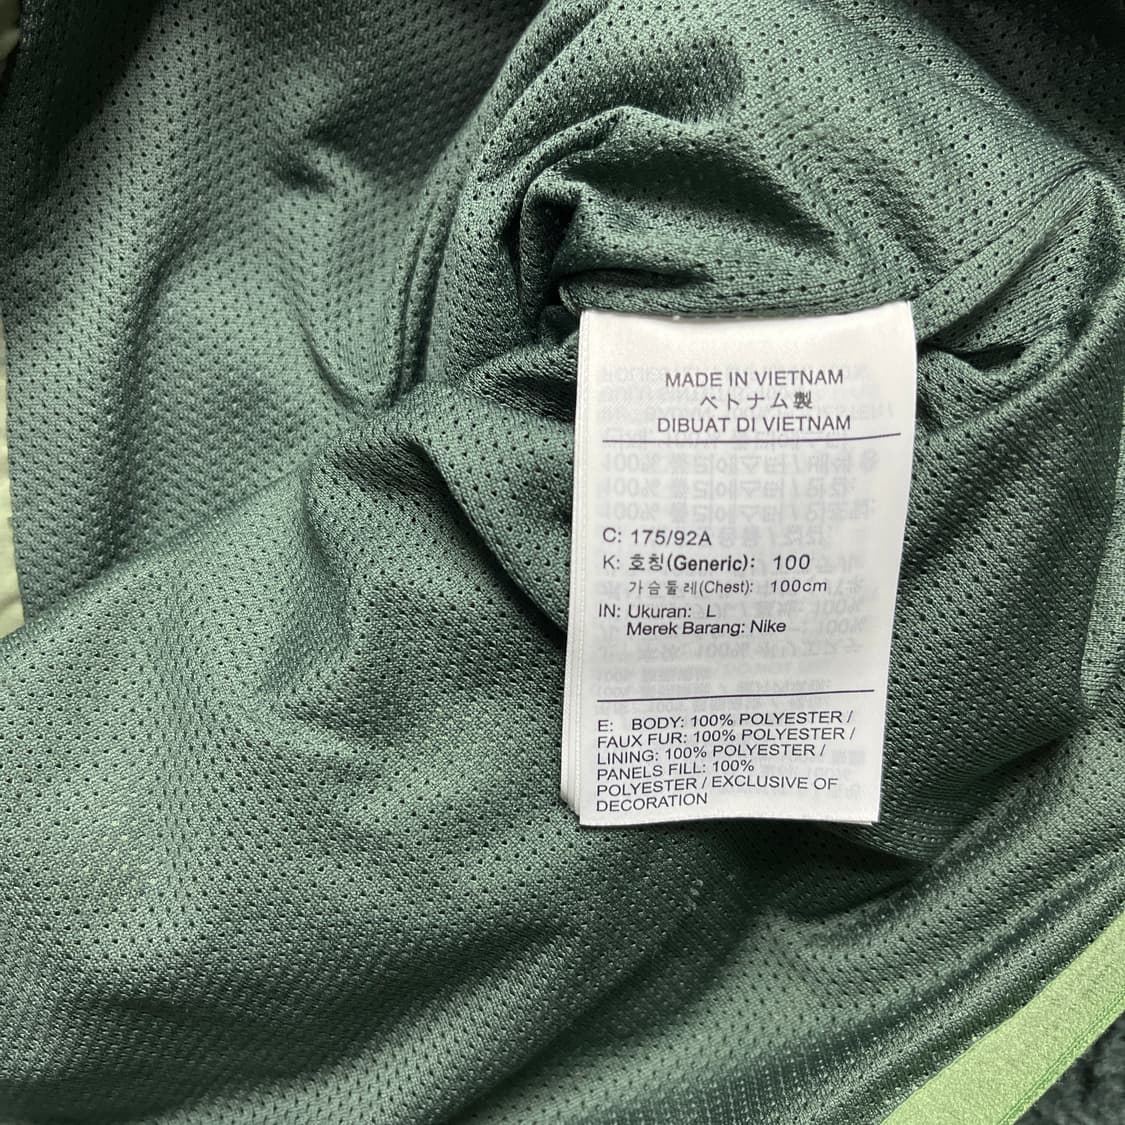 MADE IN VIETNAM
ベトナム製
DIBUAT DI VIETNAM
C: 175/92A
K: 호칭(Generic): 100
가슴둘레(Chest): 100cm
IN: Ukuran: L
Merek Barang: Nike
E: BODY: 100% POLYESTER /
FAUX FUR: 100% POLYESTER /
LINING: 100% POLYESTER /
PANELS FILL: 100%
POLYESTER / EXCLUSIVE OF
DECORATION